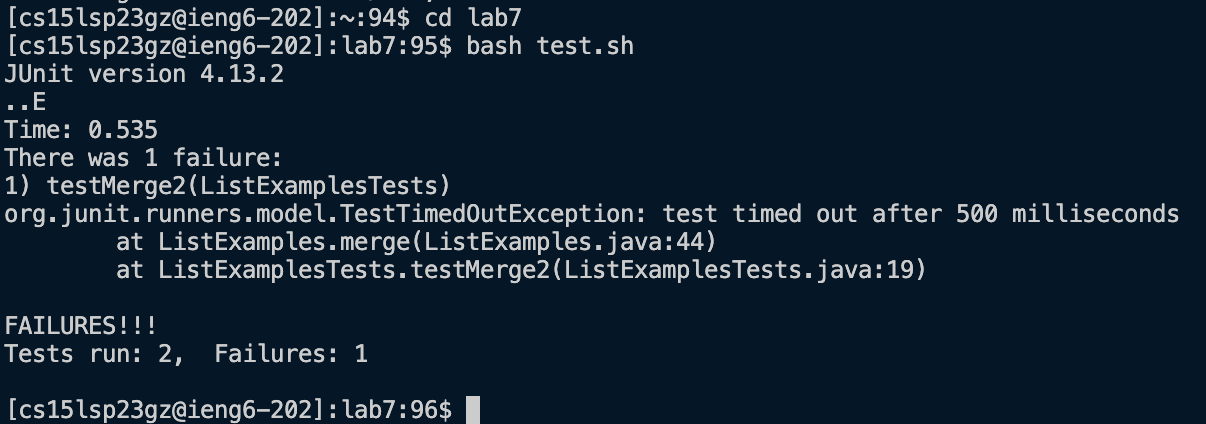 [cs15lsp23gz@ieng6-202]:~:94$ cd lab7
[cs15lsp23gz@ieng6-202]:lab7:95$ bash test.sh
JUnit version 4.13.2
..E
Time: 0.535
There was 1 failure:
1) testMerge2(ListExamplesTests)
org.junit.runners.model.TestTimedOutException: test timed out after 500 milliseconds
        at ListExamples.merge(ListExamples.java:44)
        at ListExamplesTests.testMerge2(ListExamplesTests.java:19)

FAILURES!!!
Tests run: 2,  Failures: 1

[cs15lsp23gz@ieng6-202]:lab7:96$